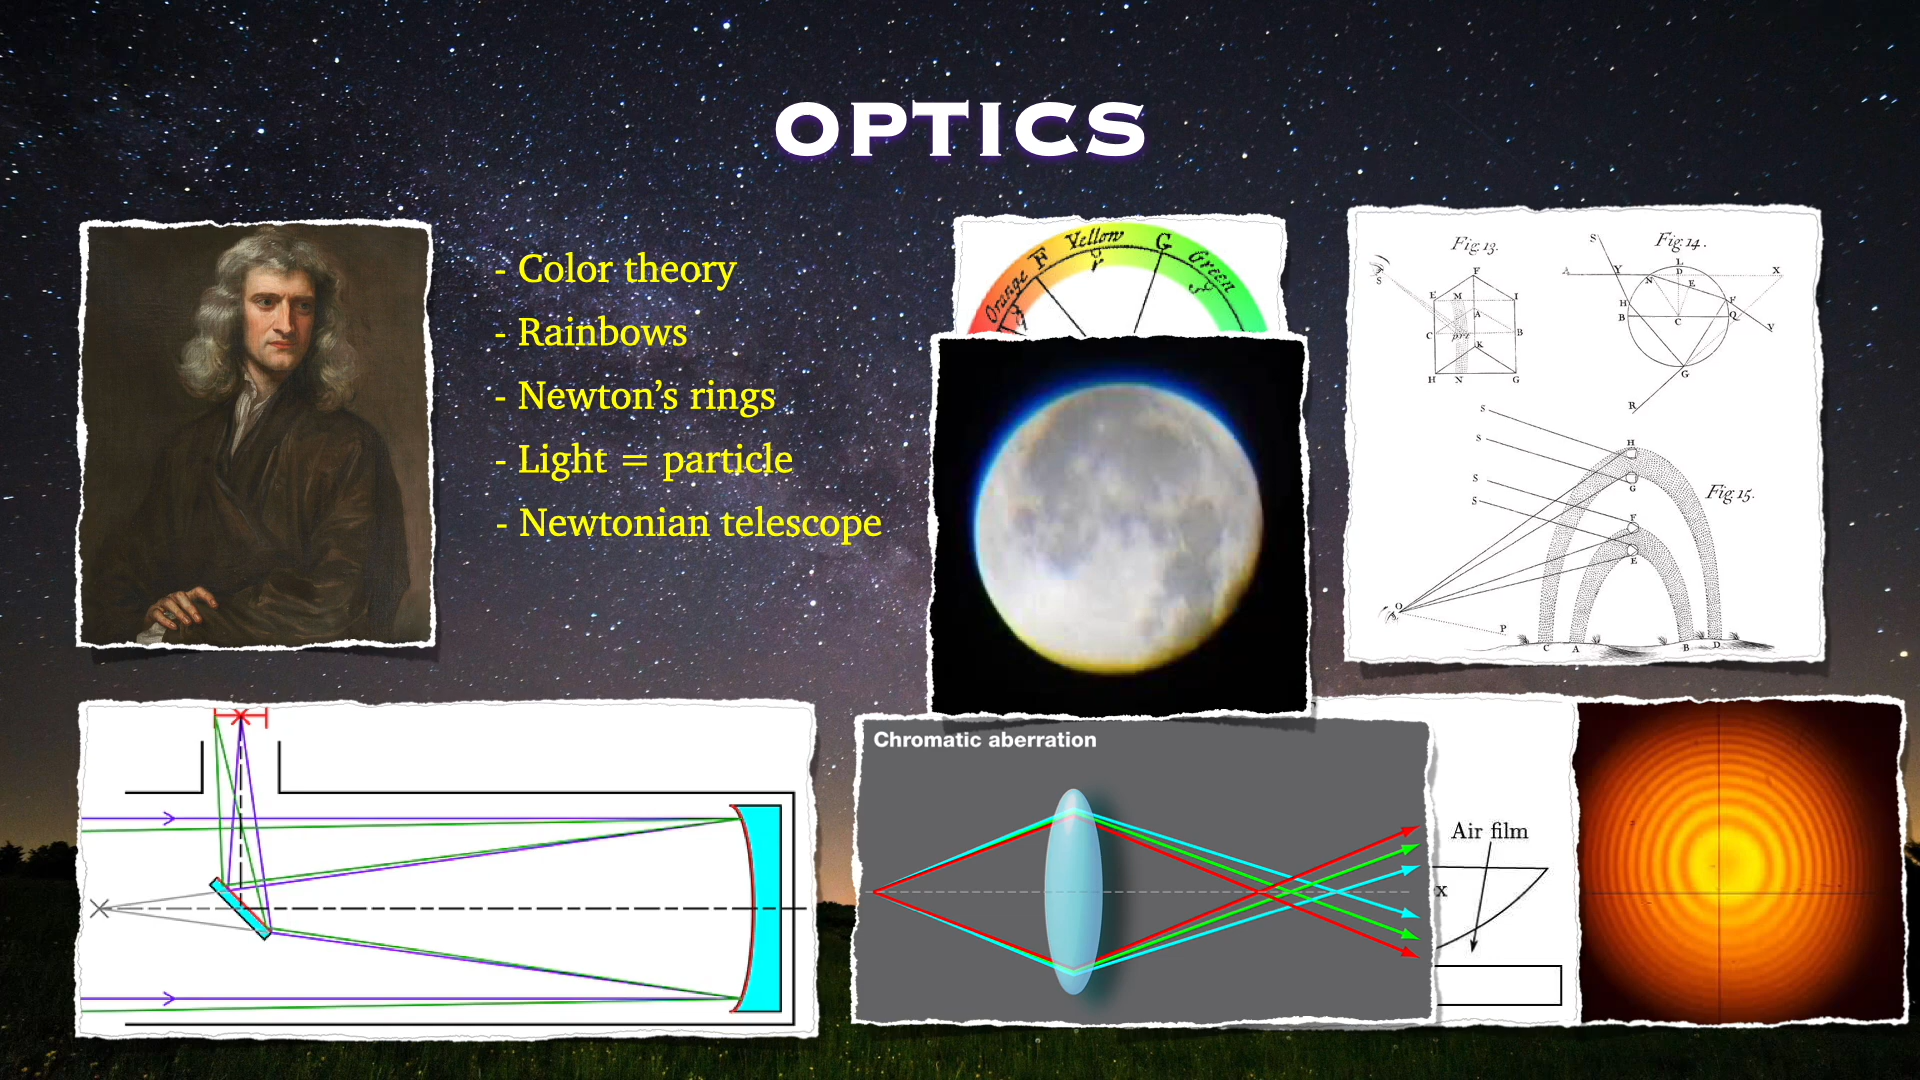 OPTICS
- Color theory
- Rainbows
- Newton's rings
- Light = particle
- Newtonian telescope
Orange F Yellow G Green
Fig.13.
S
F
E M I
A
C B
K
H N G
Fig.14.
S
L
A Y D X
N E
H F
B C Q
V
G
R
S
S
S
S
H
G
F
E
Fig 15.
O
P
C A B D
Chromatic aberration
Air film
x